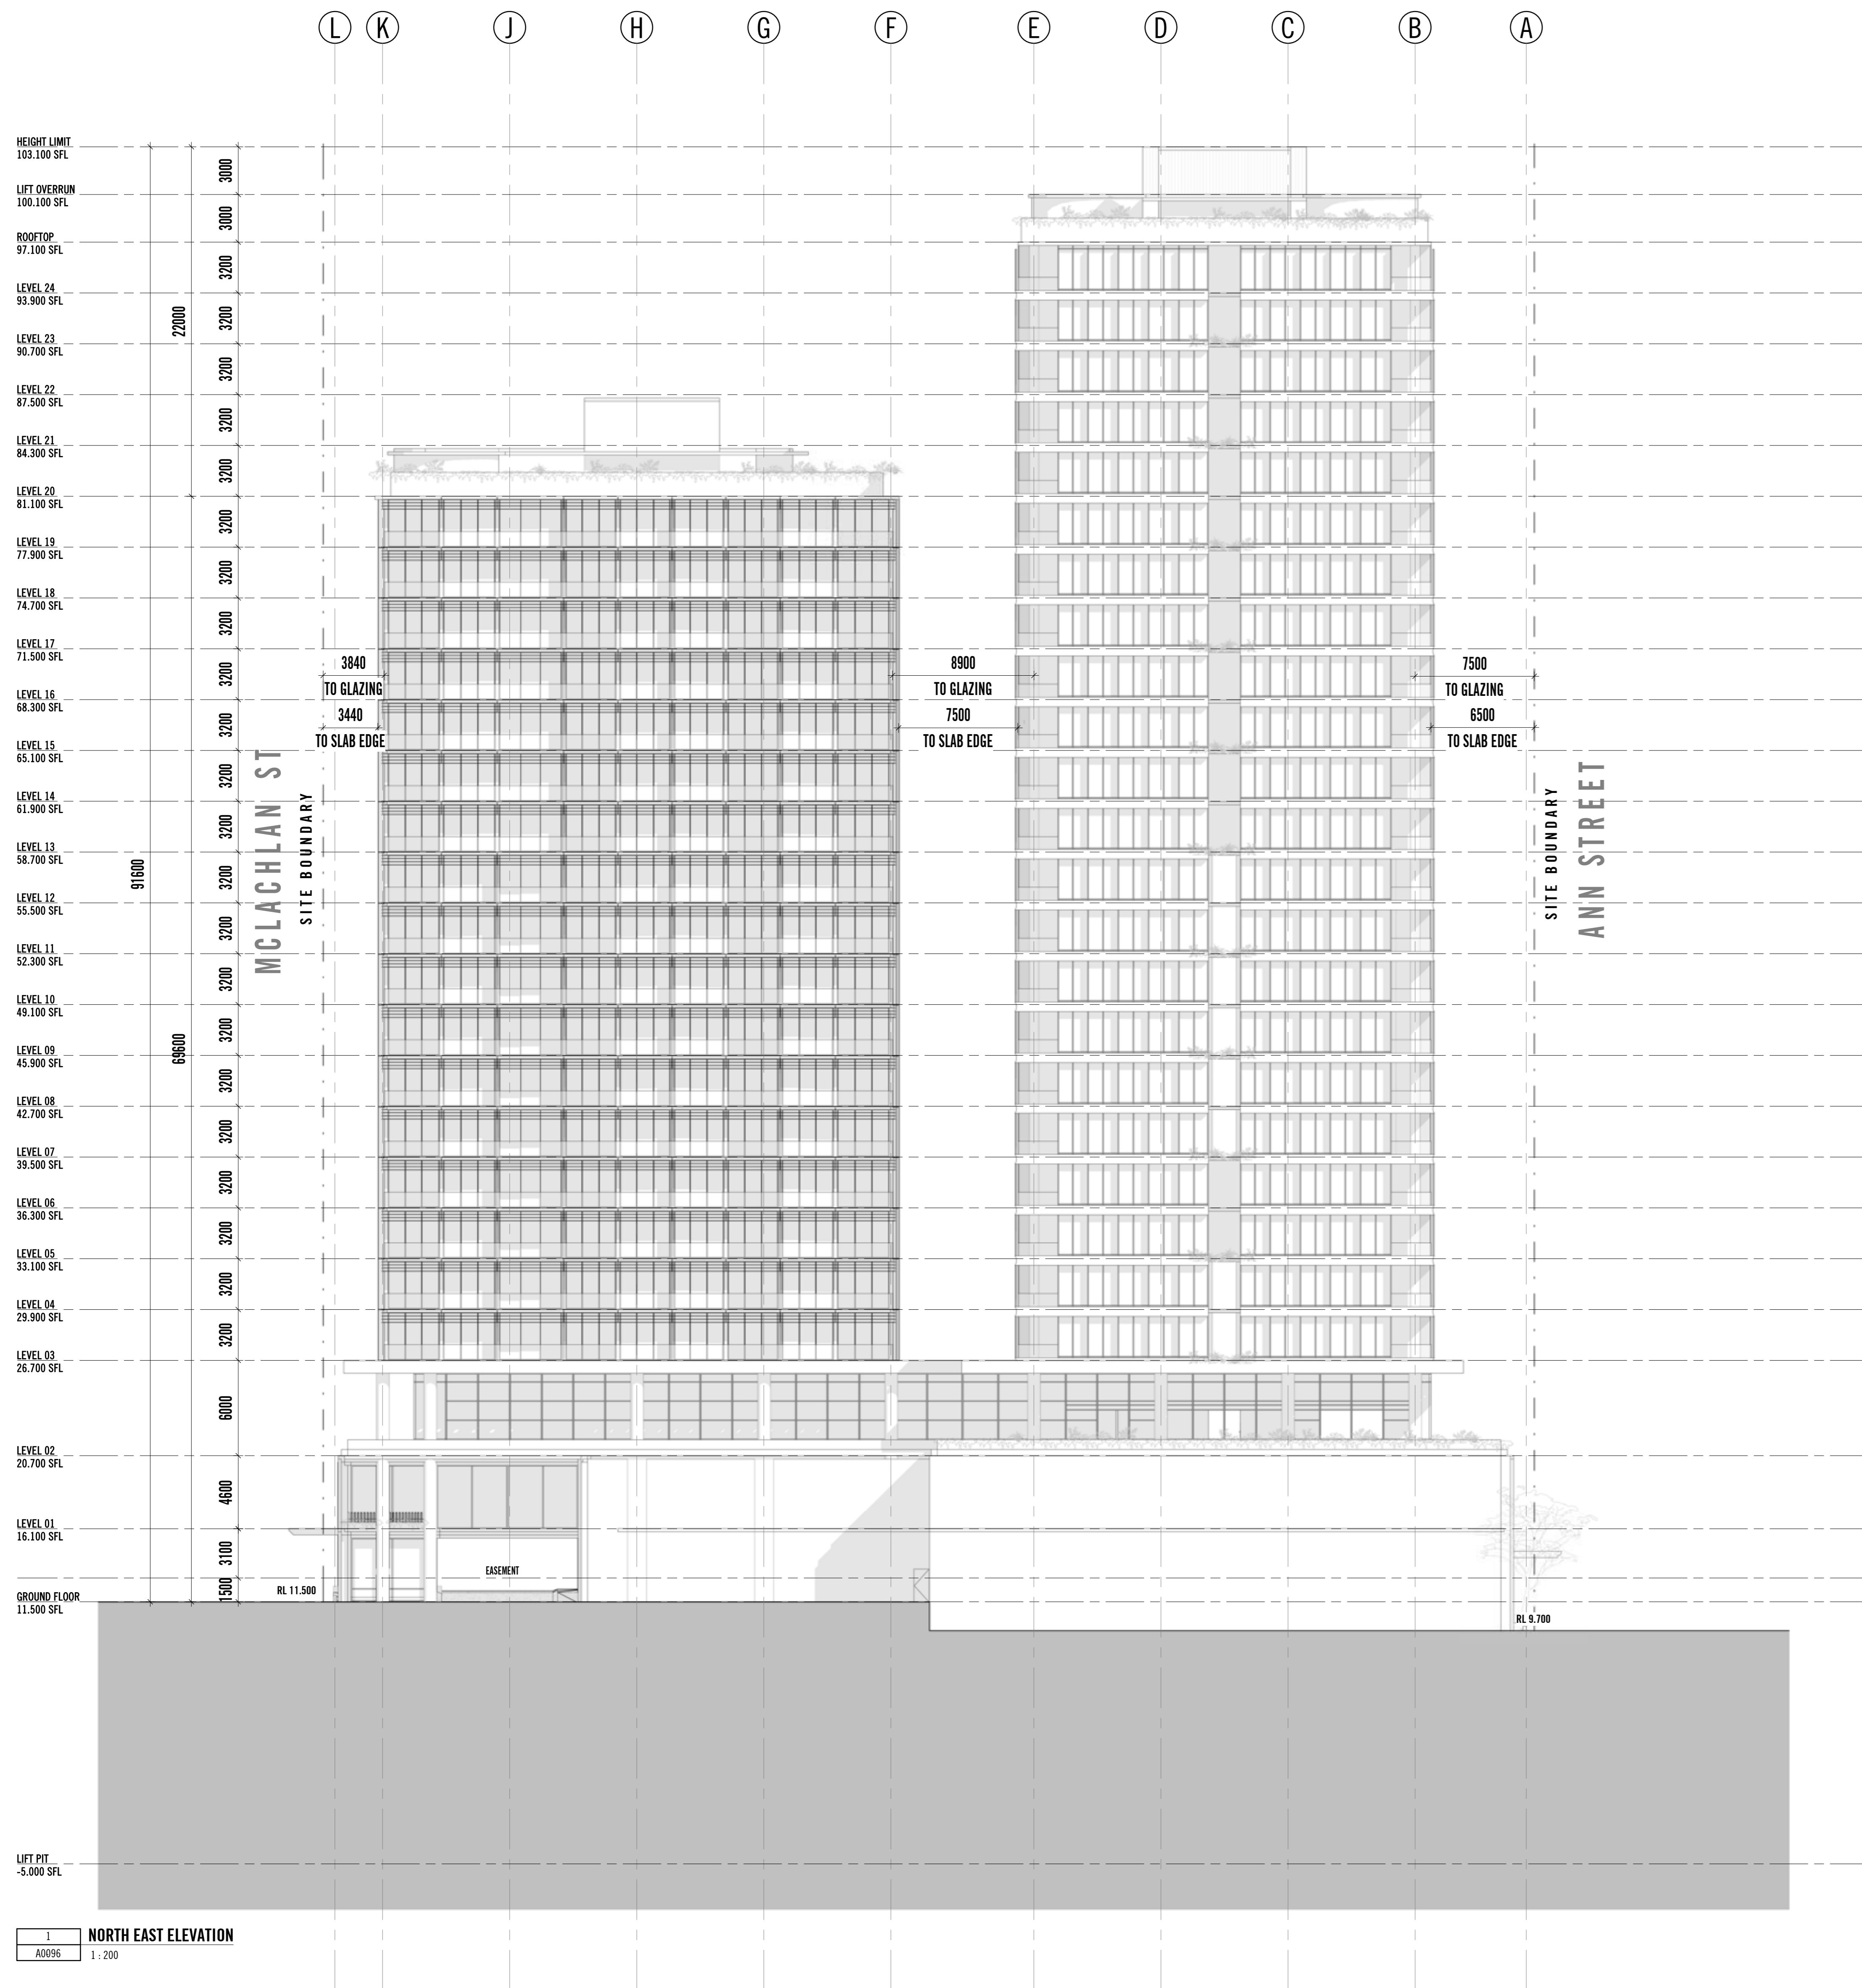 L K J H G F E D C B A
HEIGHT LIMIT
103.100 SFL
3000
LIFT OVERRUN
100.100 SFL
3000
ROOFTOP
97.100 SFL
3200
LEVEL 24
93.900 SFL
22000
3200
LEVEL 23
90.700 SFL
3200
LEVEL 22
87.500 SFL
3200
LEVEL 21
84.300 SFL
3200
LEVEL 20
81.100 SFL
3200
LEVEL 19
77.900 SFL
3200
LEVEL 18
74.700 SFL
3200
LEVEL 17
71.500 SFL
3200
3840
TO GLAZING
8900
TO GLAZING
7500
TO GLAZING
LEVEL 16
68.300 SFL
3200
3440
TO SLAB EDGE
7500
TO SLAB EDGE
6500
TO SLAB EDGE
LEVEL 15
65.100 SFL
3200
MCLACHLAN ST
SITE BOUNDARY
SITE BOUNDARY
ANN STREET
LEVEL 14
61.900 SFL
3200
LEVEL 13
58.700 SFL
91600
3200
LEVEL 12
55.500 SFL
3200
LEVEL 11
52.300 SFL
3200
LEVEL 10
49.100 SFL
69600
3200
LEVEL 09
45.900 SFL
3200
LEVEL 08
42.700 SFL
3200
LEVEL 07
39.500 SFL
3200
LEVEL 06
36.300 SFL
3200
LEVEL 05
33.100 SFL
3200
LEVEL 04
29.900 SFL
3200
LEVEL 03
26.700 SFL
6000
LEVEL 02
20.700 SFL
4600
LEVEL 01
16.100 SFL
3100
EASEMENT
1500
RL 11.500
GROUND FLOOR
11.500 SFL
RL 9.700
LIFT PIT
-5.000 SFL
1
A0096
NORTH EAST ELEVATION
1 : 200